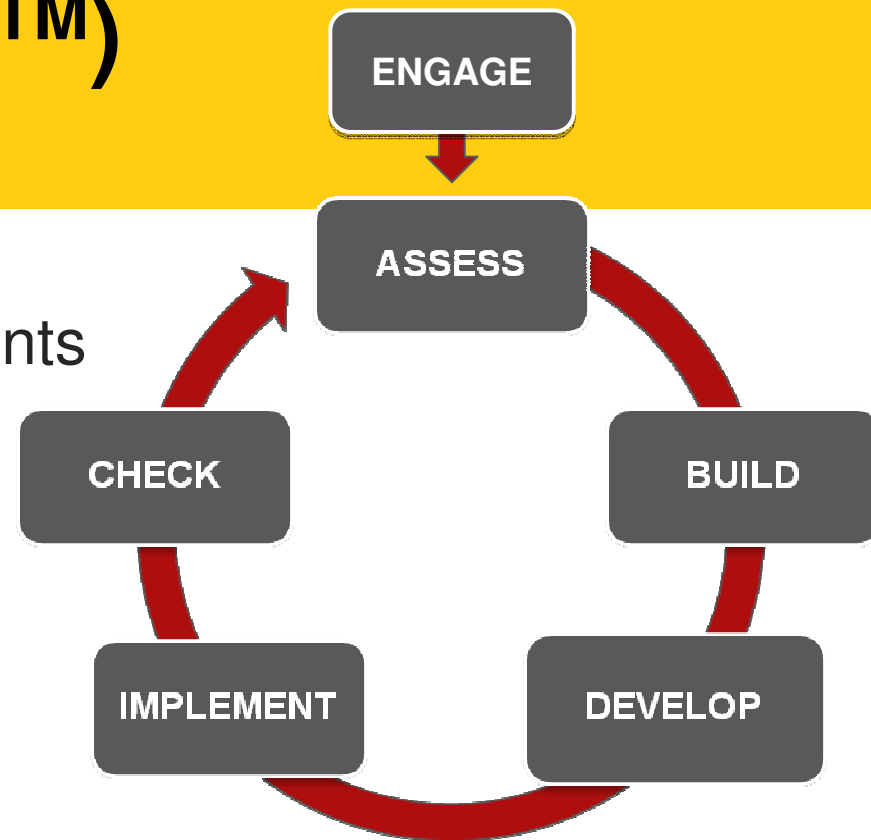 TM)
ENGAGE
ASSESS
nts
CHECK
BUILD
IMPLEMENT
DEVELOP